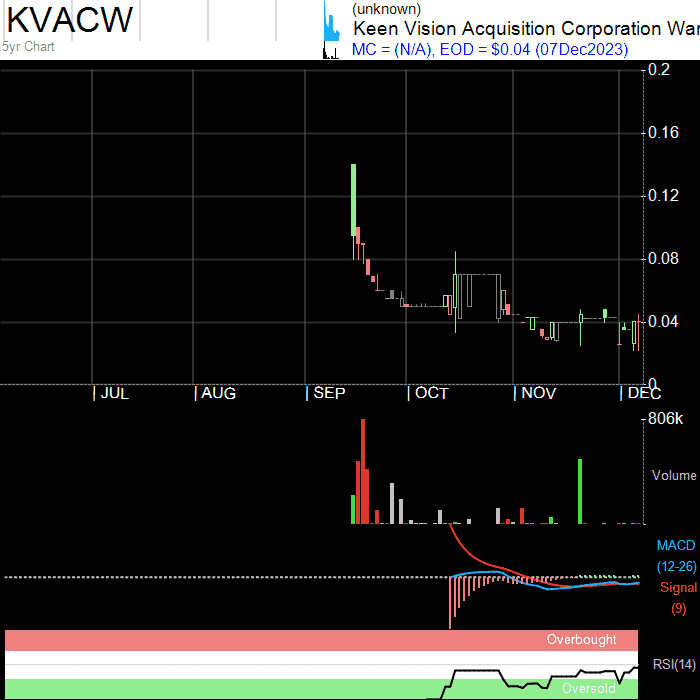 KVACW
5yr Chart
(unknown)
Keen Vision Acquisition Corporation War
MC = (N/A), EOD = $0.04 (07Dec2023)
0.2
0.16
0.12
0.08
0.04
0
JUL AUG SEP OCT NOV DEC
806k
Volume
MACD
(12-26)
Signal
(9)
Overbought
RSI(14)
Oversold